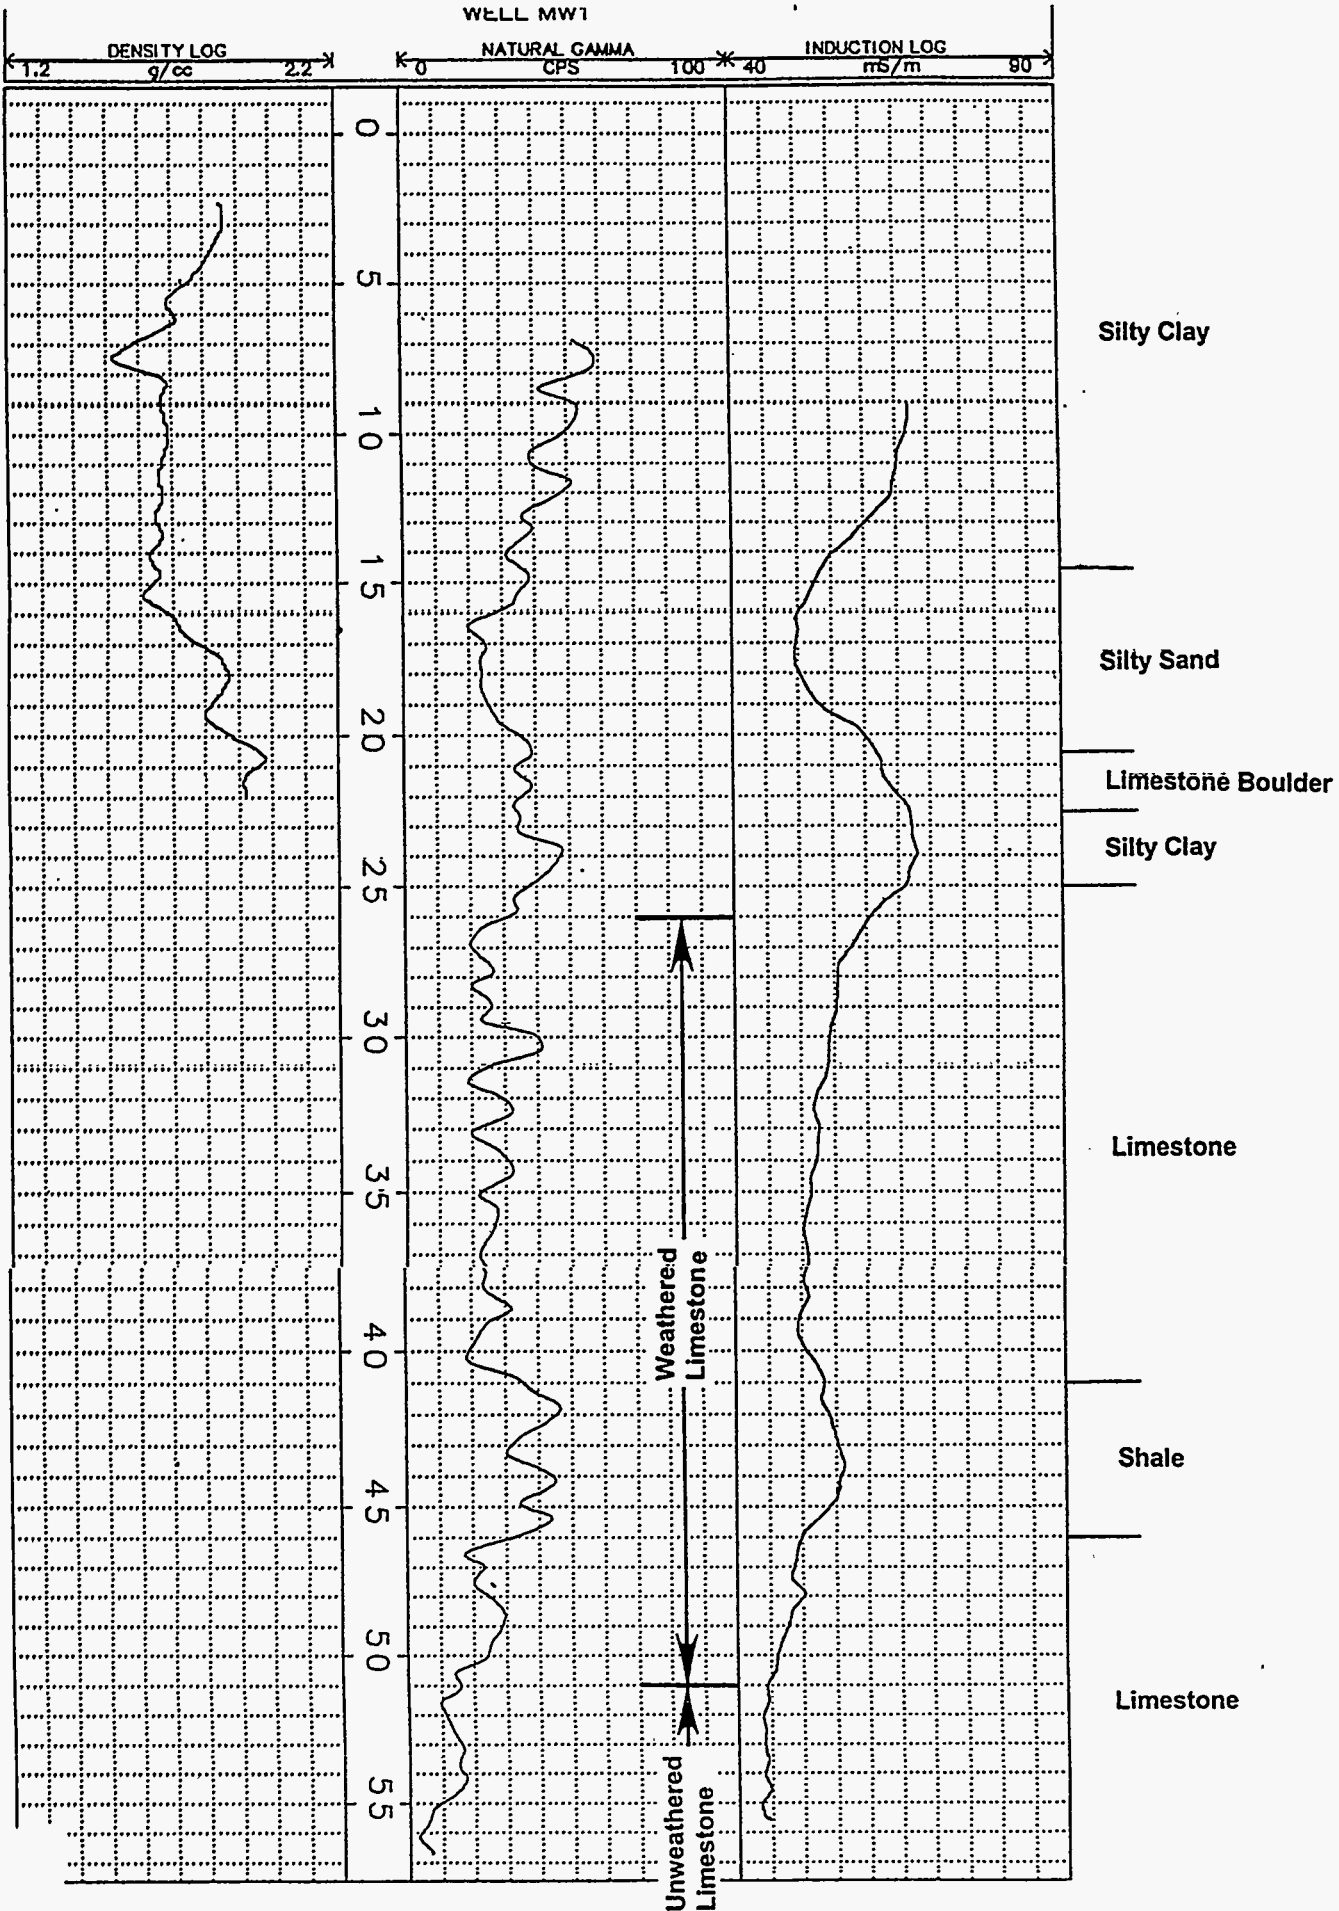 WELL MW1
DENSITY LOG
1.2 g/cc 2.2
NATURAL GAMMA
0 CPS 100
INDUCTION LOG
40 mS/m 90
0
5
10
15
20
25
30
35
40
45
50
55
Silty Clay
Silty Sand
Limestone Boulder
Silty Clay
Limestone
Shale
Limestone
Weathered
Limestone
Unweathered
Limestone